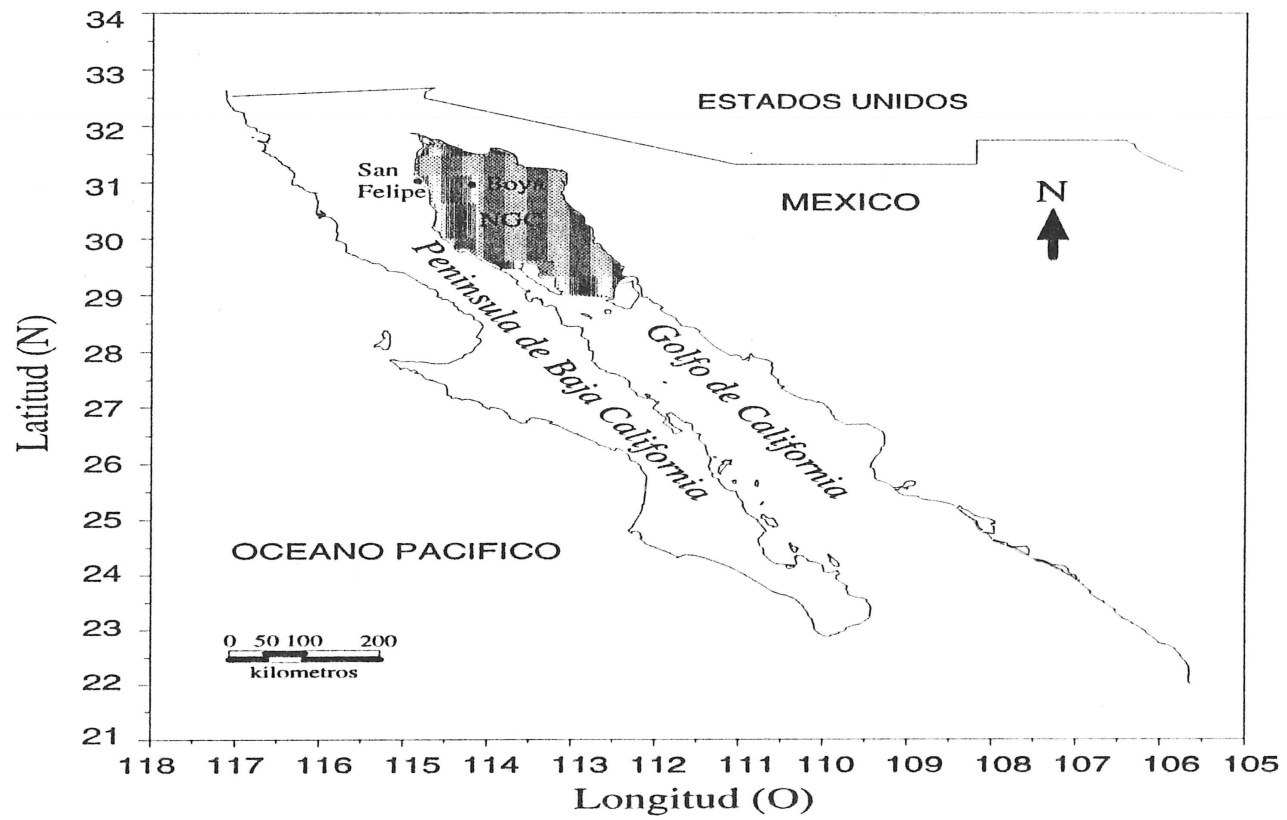 34
33
32
31
30
29
28
27
26
25
24
23
22
21
Latitud (N)
ESTADOS UNIDOS
San
Felipe
Boya
NGC
MEXICO
N
Peninsula de Baja California
Golfo de California
OCEANO PACIFICO
0 50 100 200
kilometros
118 117 116 115 114 113 112 111 110 109 108 107 106 105
Longitud (O)